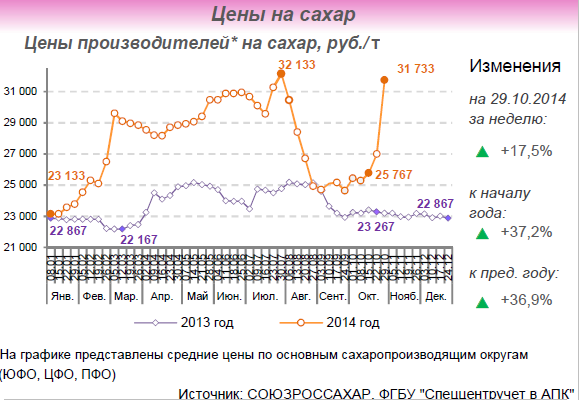 Цены на сахар
Цены производителей* на сахар, руб./т
32 133
31 733
31 000
29 000
27 000
25 000
23 000
21 000
23 133
25 767
22 867
22 167
23 267
22 867
Янв. Фев. Мар. Апр. Май Июн. Июл. Авг. Сент. Окт. Нояб. Дек.
2013 год 2014 год
Изменения
на 29.10.2014
за неделю:
+17,5%
к началу
года:
+37,2%
к пред. году:
+36,9%
На графике представлены средние цены по основным сахаропроизводящим округам
(ЮФО, ЦФО, ПФО)
Источник: СОЮЗРОССАХАР, ФГБУ "Спеццентручет в АПК"